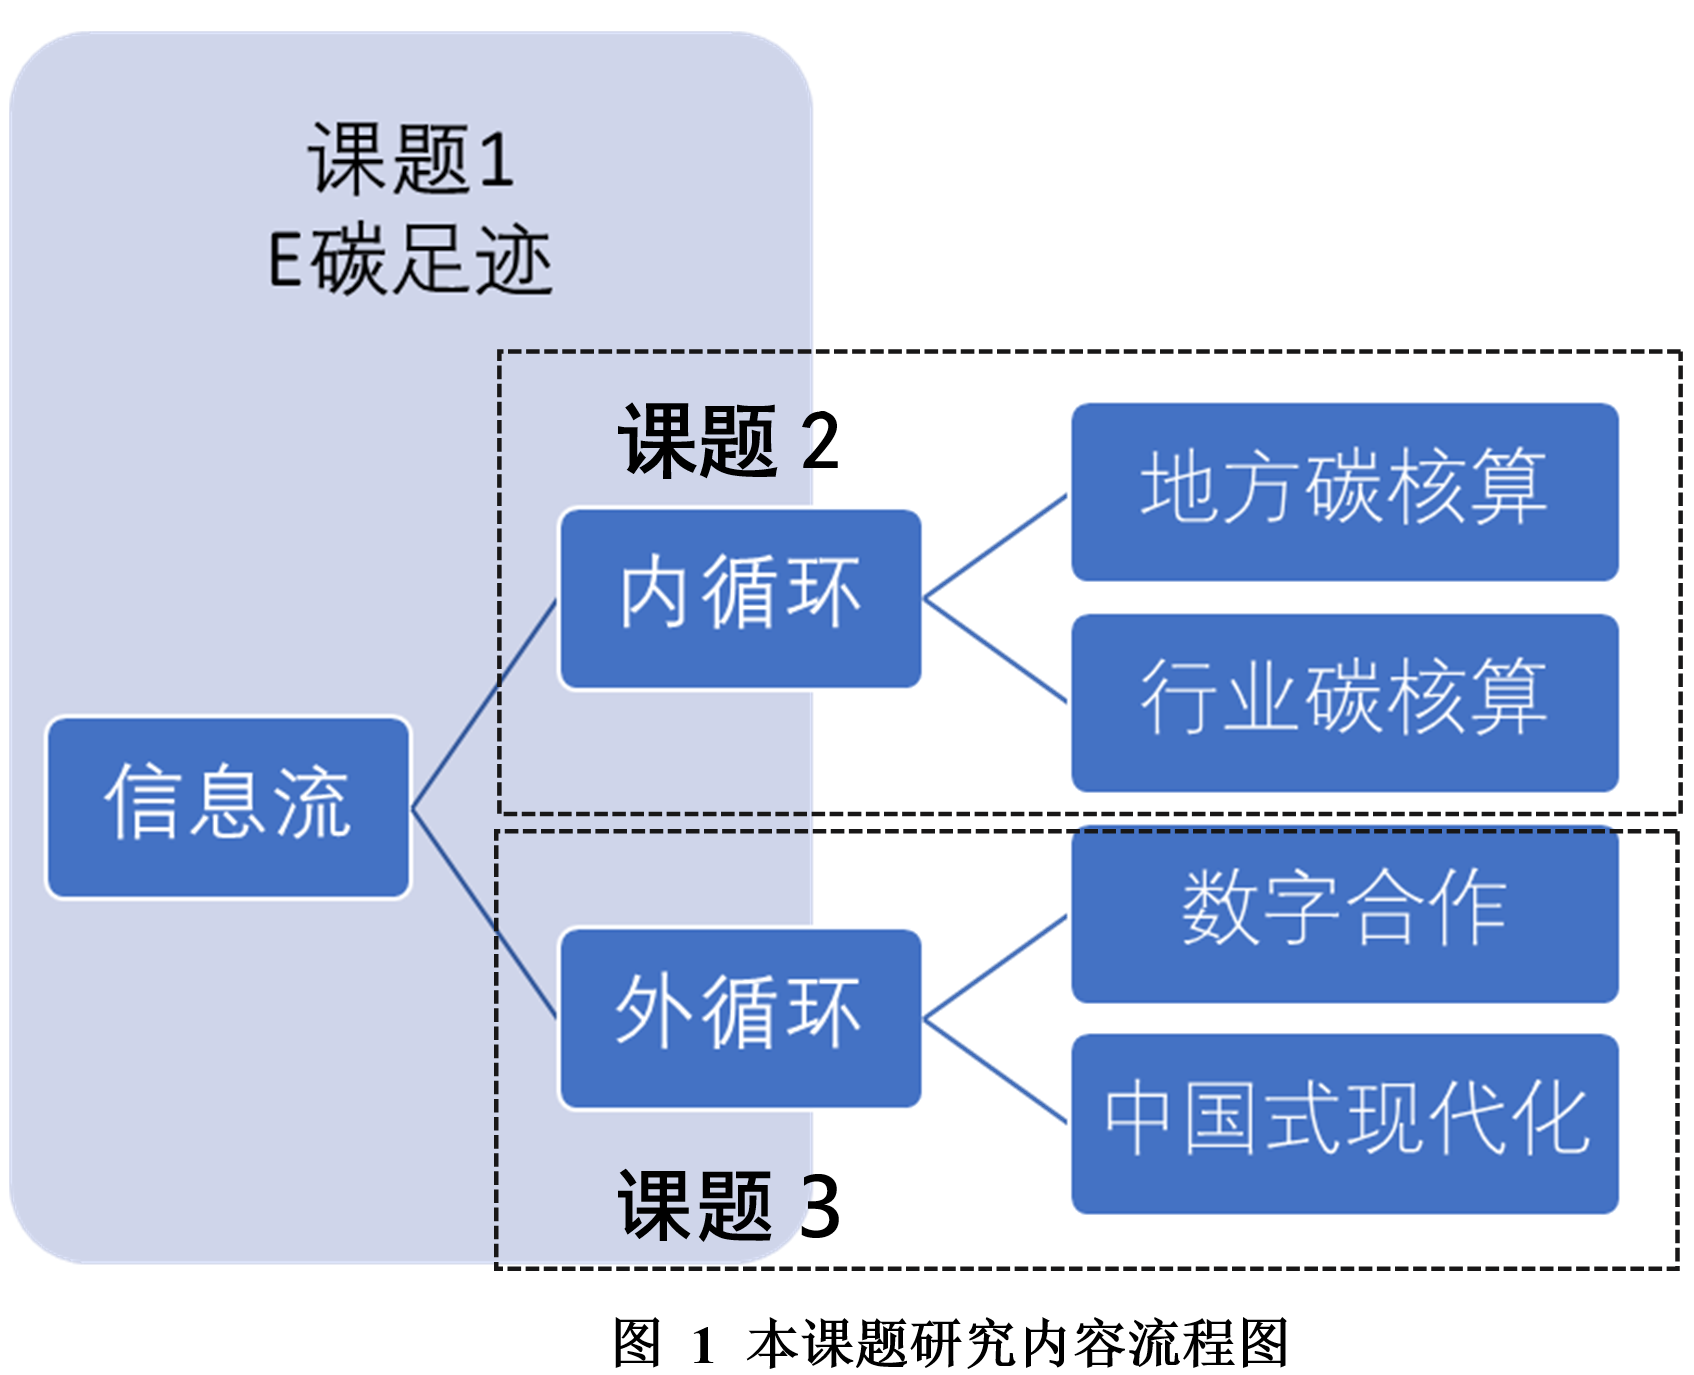 课题1
E碳足迹
课题 2
地方碳核算
内循环
行业碳核算
信息流
数字合作
外循环
中国式现代化
课题 3
图 1 本课题研究内容流程图